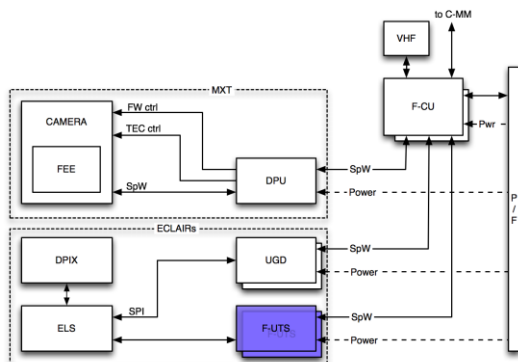 to C-MM
VHF
MXT
FW ctrl
F-CU
CAMERA
TEC ctrl
Pwr
FEE
SpW
DPU
SpW
Power
P
/
F
ECLAIRs
DPIX
UGD
SpW
Power
SPI
ELS
F-UTS
SpW
Power